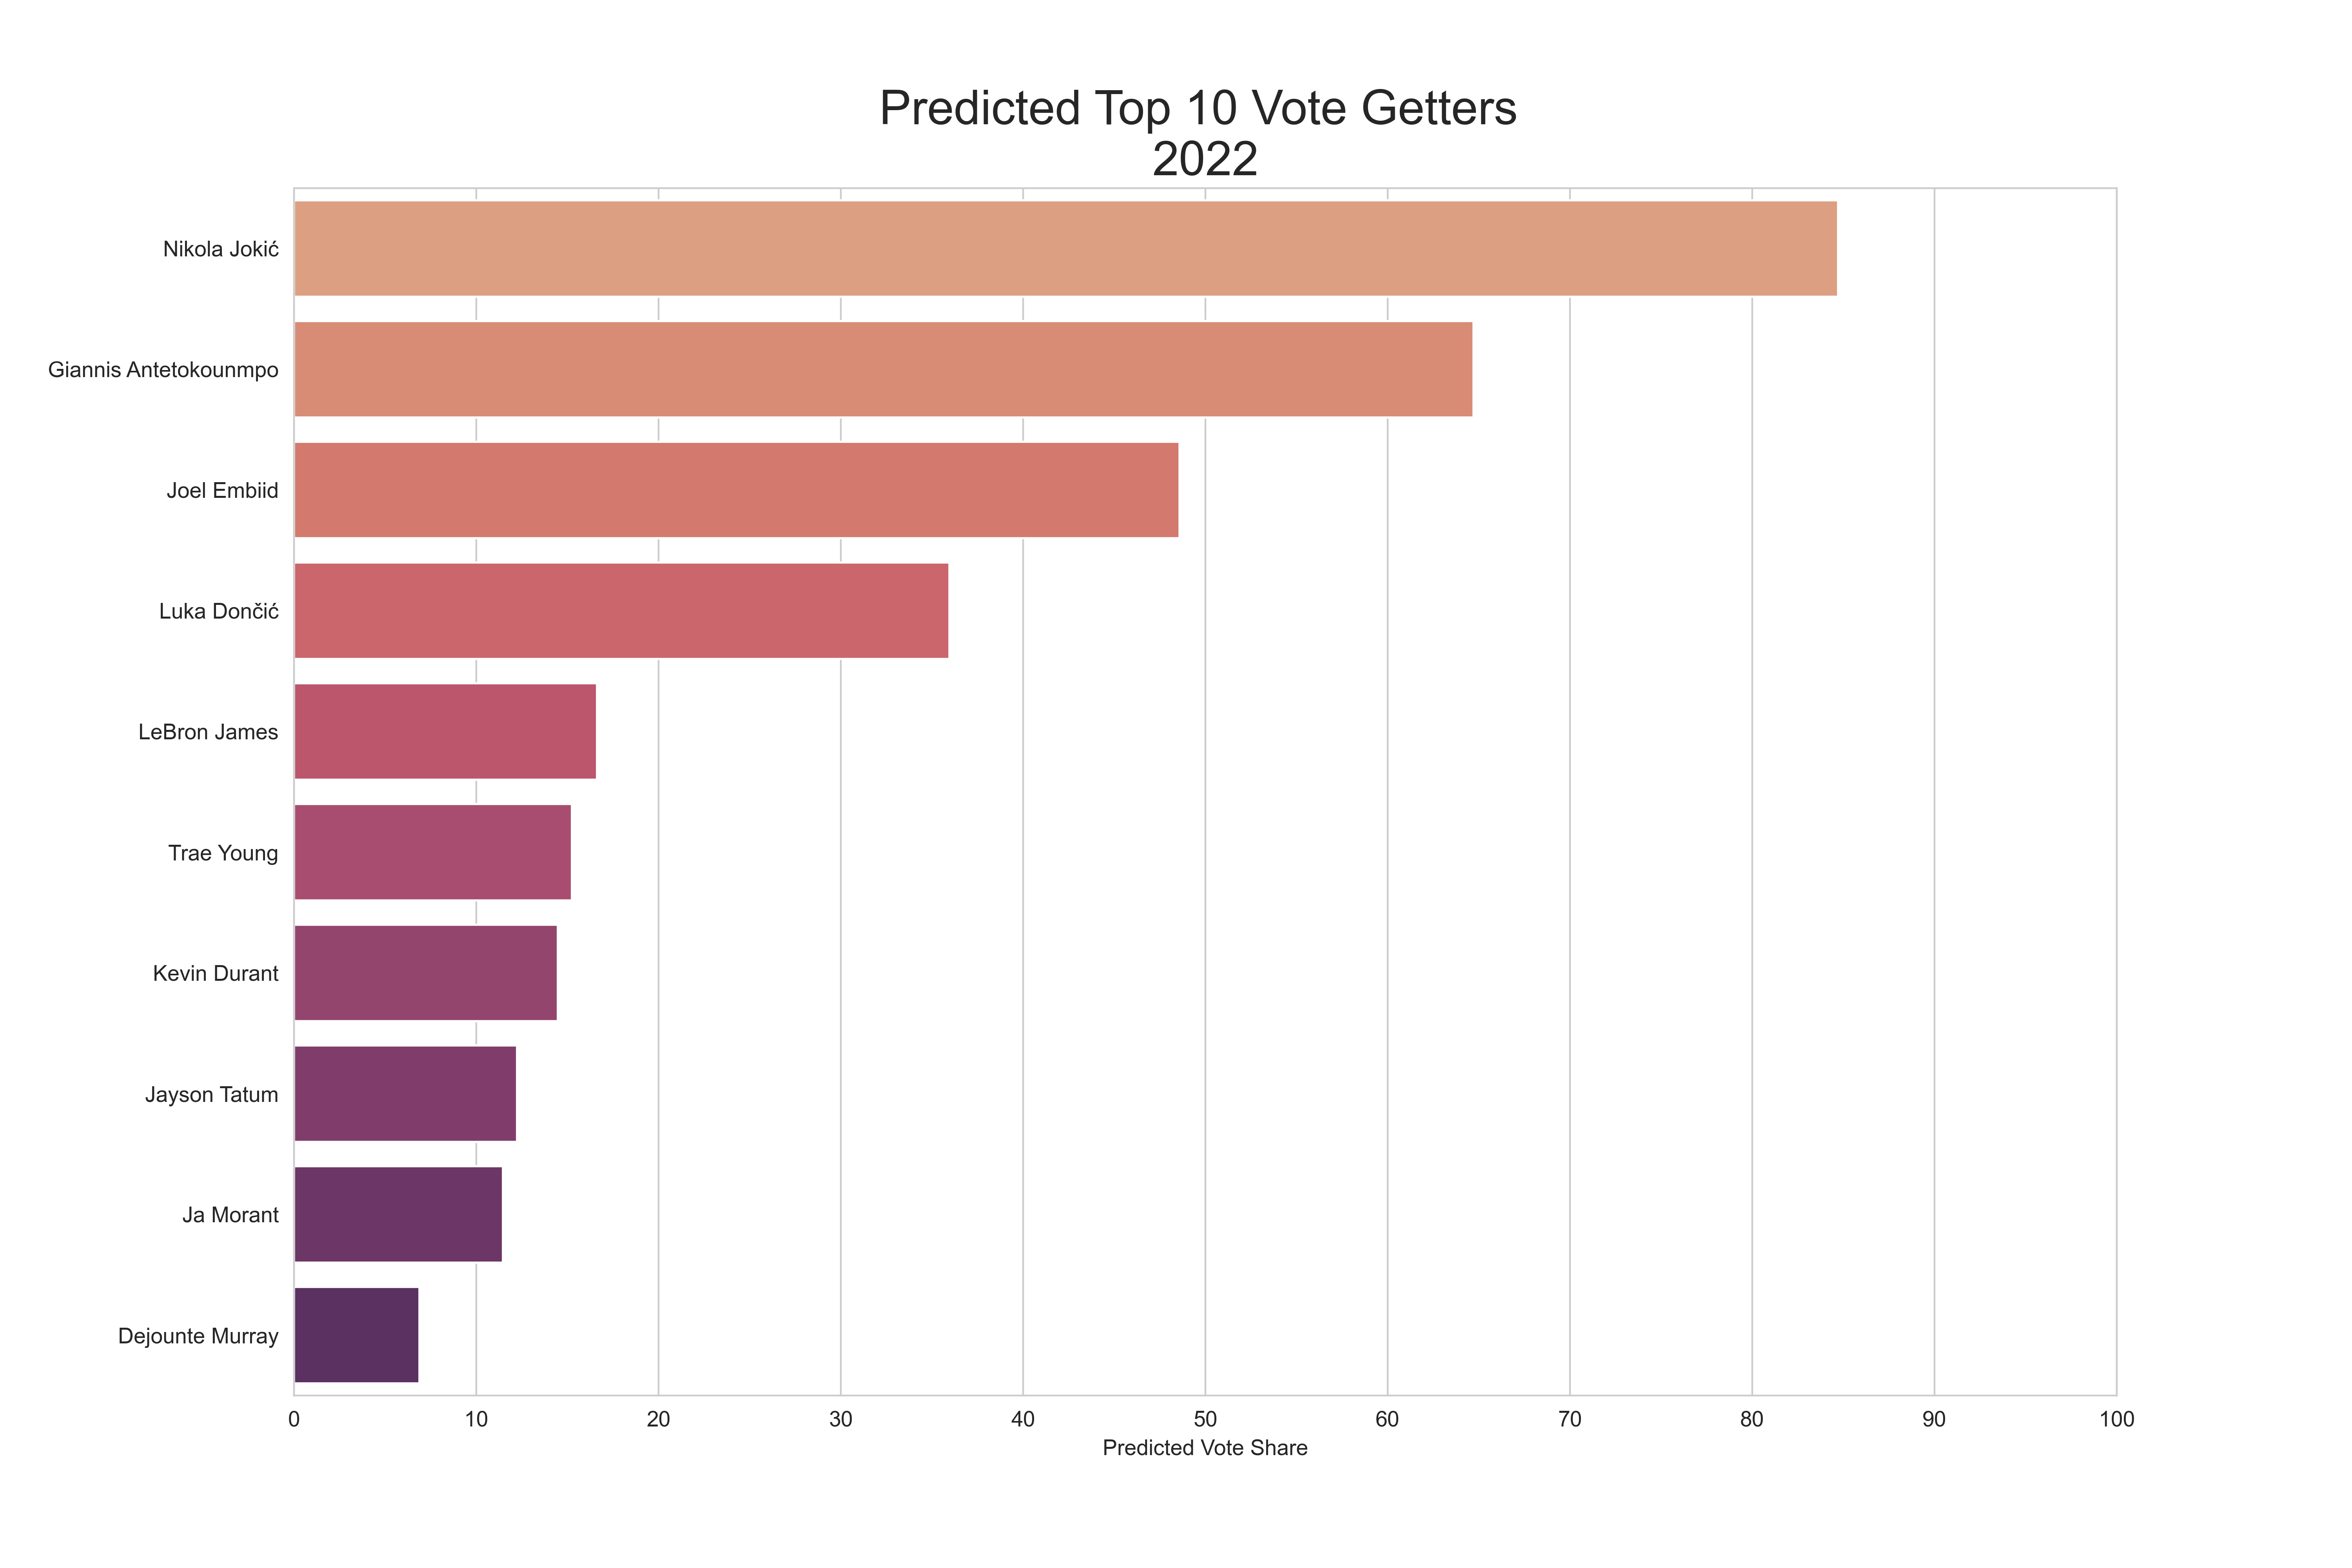 Predicted Top 10 Vote Getters
2022
Nikola Jokić
Giannis Antetokounmpo
Joel Embiid
Luka Dončić
LeBron James
Trae Young
Kevin Durant
Jayson Tatum
Ja Morant
Dejounte Murray
0 10 20 30 40 50 60 70 80 90 100
Predicted Vote Share